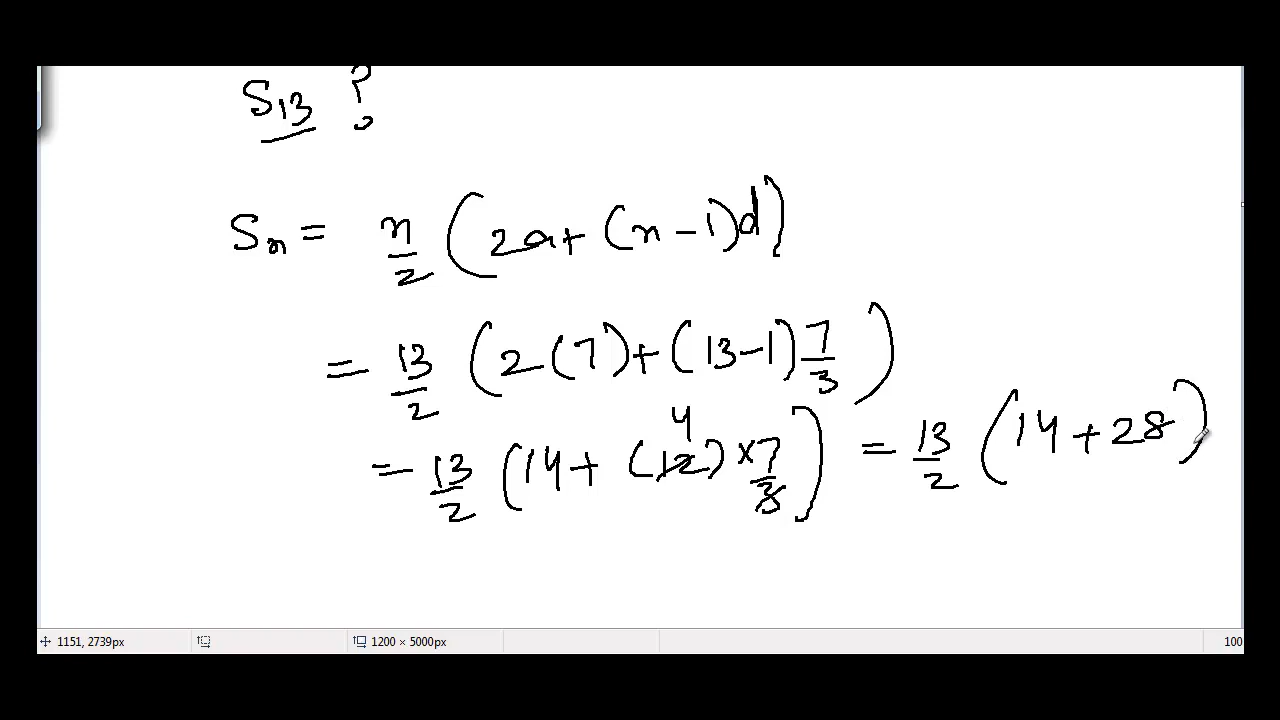 S13 ?
Sn = n/2 (2a+(n-1)d)
= 13/2 (2(7)+(13-1)7/3)
= 13/2 (14+(12)×7/3) = 13/2 (14+28)
4
1151, 2739px 1200 × 5000px 100